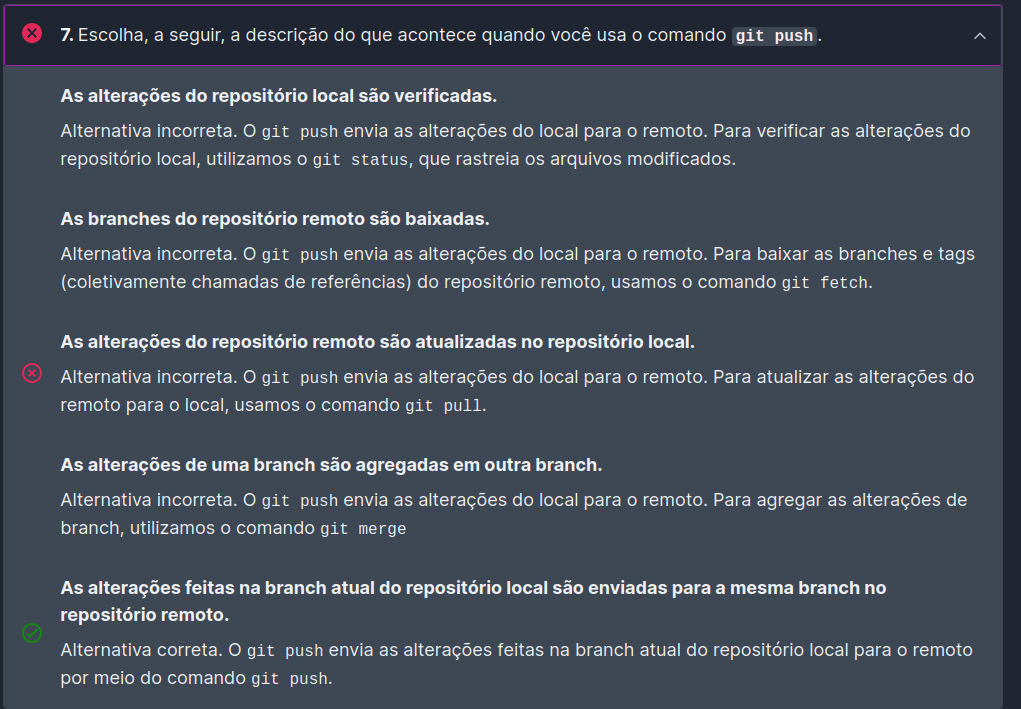 7. Escolha, a seguir, a descrição do que acontece quando você usa o comando git push.
As alterações do repositório local são verificadas.
Alternativa incorreta. O git push envia as alterações do local para o remoto. Para verificar as alterações do
repositório local, utilizamos o git status, que rastreia os arquivos modificados.
As branches do repositório remoto são baixadas.
Alternativa incorreta. O git push envia as alterações do local para o remoto. Para baixar as branches e tags
(coletivamente chamadas de referências) do repositório remoto, usamos o comando git fetch.
As alterações do repositório remoto são atualizadas no repositório local.
Alternativa incorreta. O git push envia as alterações do local para o remoto. Para atualizar as alterações do
remoto para o local, usamos o comando git pull.
As alterações de uma branch são agregadas em outra branch.
Alternativa incorreta. O git push envia as alterações do local para o remoto. Para agregar as alterações de
branch, utilizamos o comando git merge
As alterações feitas na branch atual do repositório local são enviadas para a mesma branch no
repositório remoto.
Alternativa correta. O git push envia as alterações feitas na branch atual do repositório local para o remoto
por meio do comando git push.